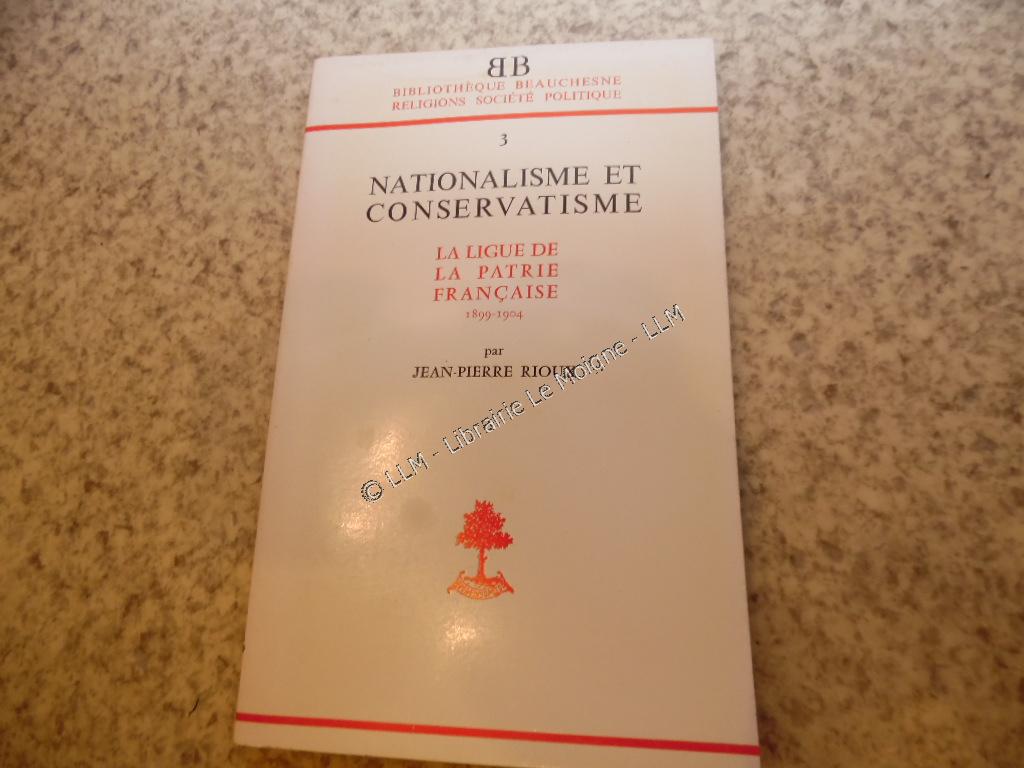 BB
BIBLIOTHÈQUE BEAUCHESNE
RELIGIONS SOCIÉTÉ POLITIQUE
3
NATIONALISME ET
CONSERVATISME
LA LIGUE DE
LA PATRIE
FRANÇAISE
1899-1904
par
JEAN-PIERRE RIOUX
© LLM - Librairie Le Moigne - LLM